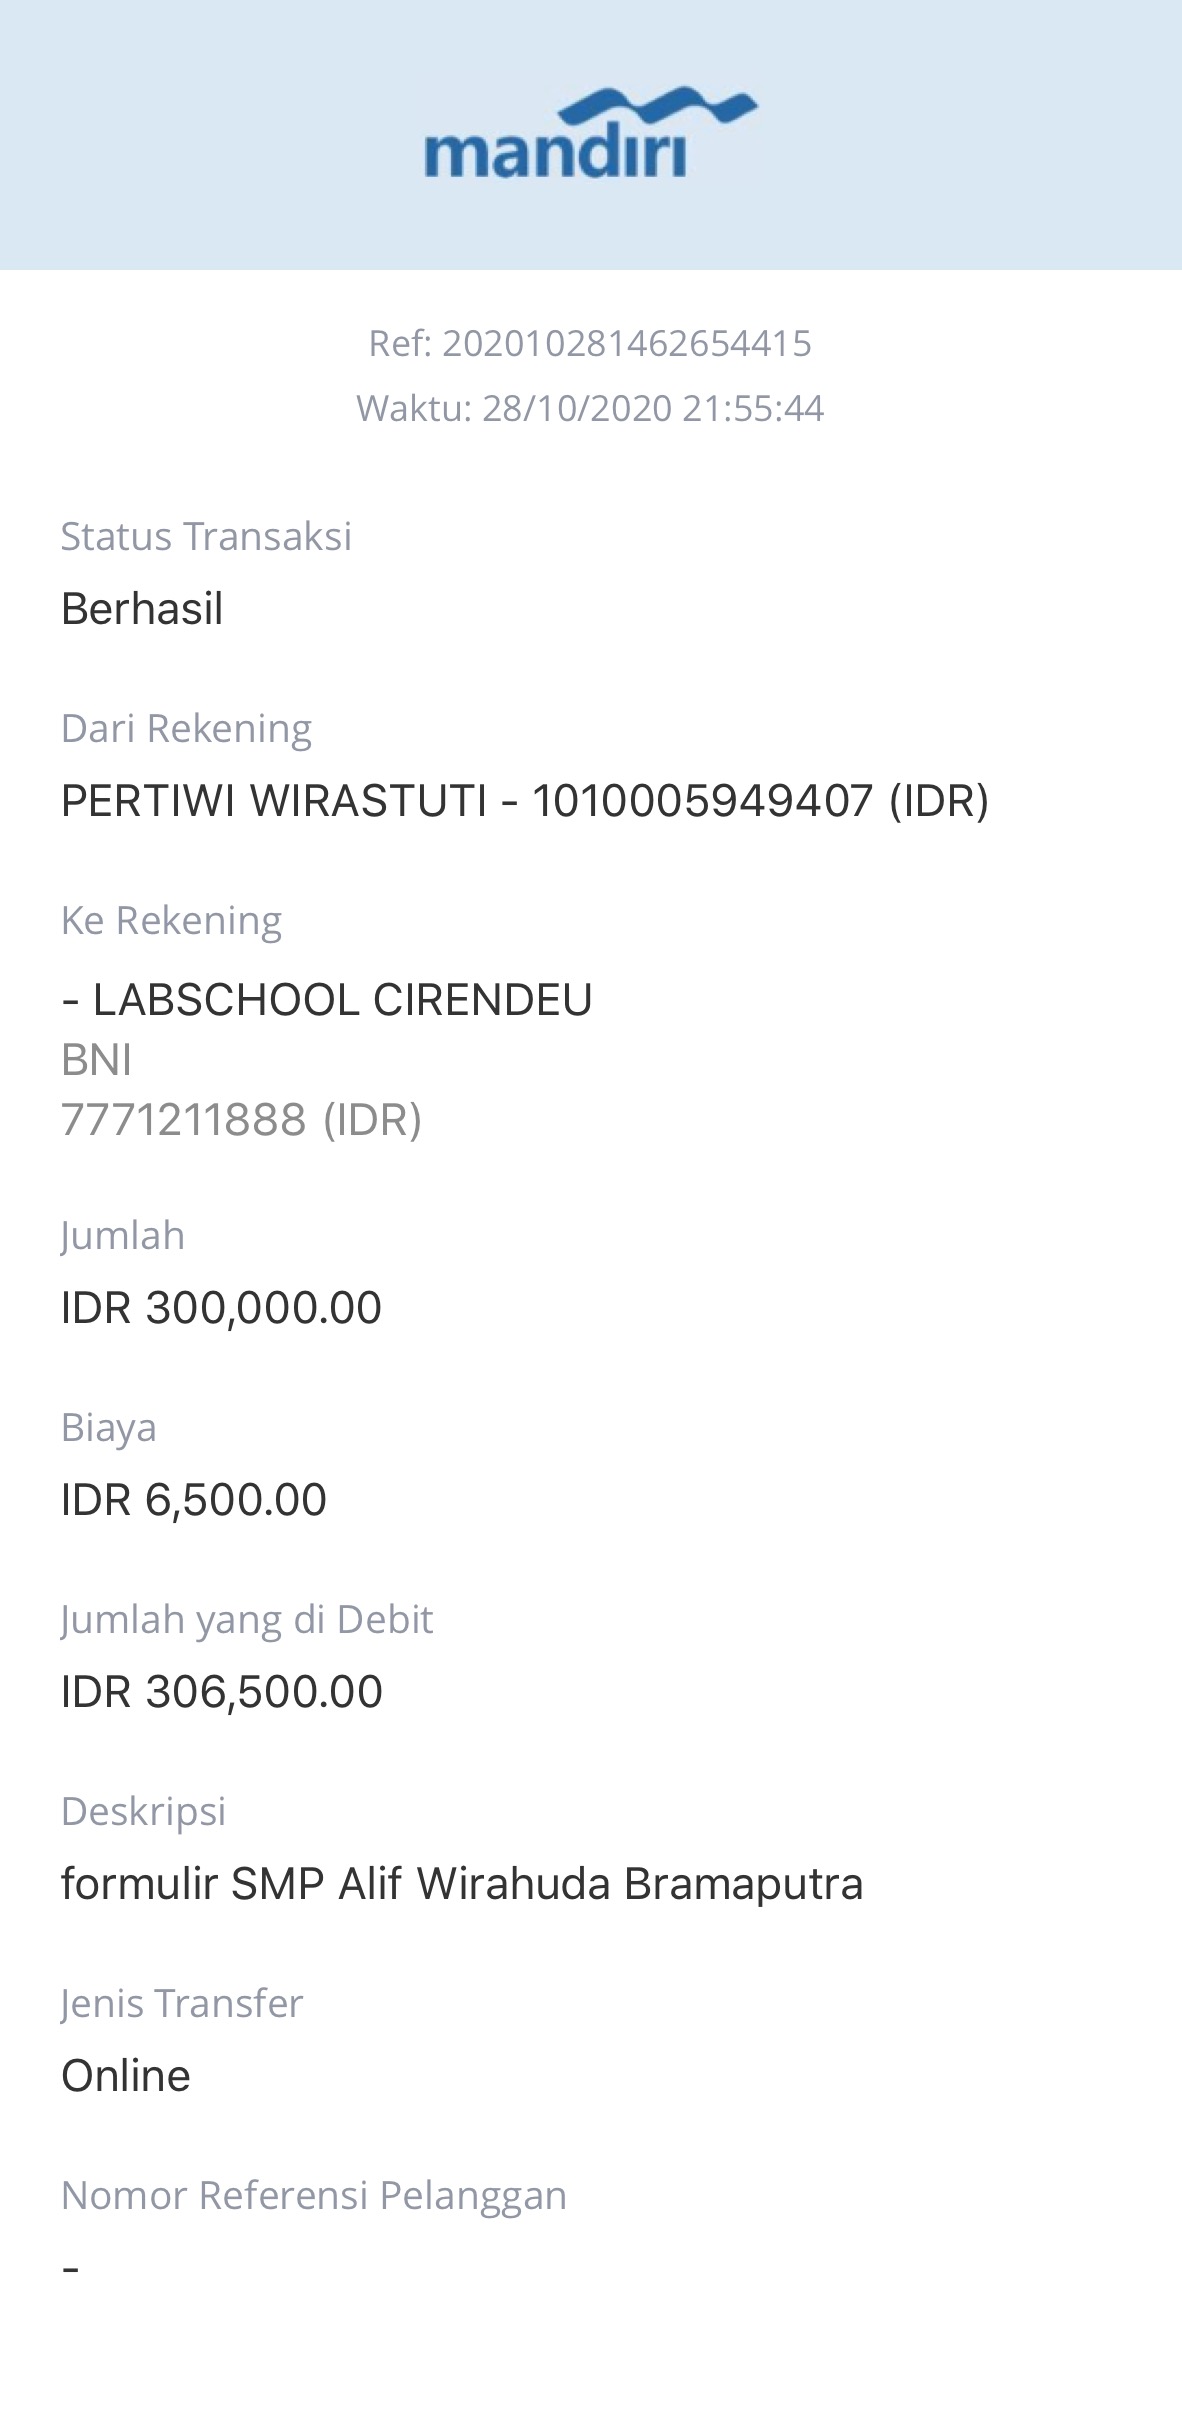 mandiri
Ref: 202010281462654415
Waktu: 28/10/2020 21:55:44
Status Transaksi
Berhasil
Dari Rekening
PERTIWI WIRASTUTI - 1010005949407 (IDR)
Ke Rekening
- LABSCHOOL CIRENDEU
BNI
7771211888 (IDR)
Jumlah
IDR 300,000.00
Biaya
IDR 6,500.00
Jumlah yang di Debit
IDR 306,500.00
Deskripsi
formulir SMP Alif Wirahuda Bramaputra
Jenis Transfer
Online
Nomor Referensi Pelanggan
-